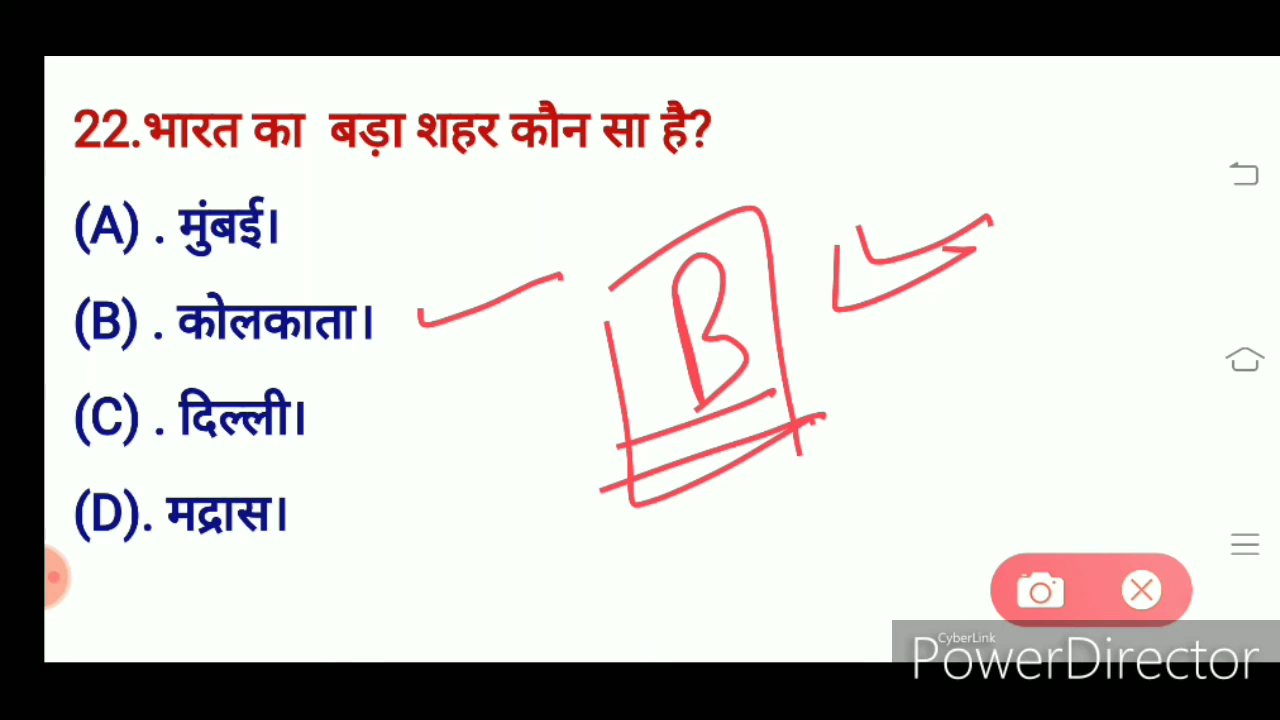 22.भारत का बड़ा शहर कौन सा है?
(A) . मुंबई।
(B) . कोलकाता।
(C) . दिल्ली।
(D). मद्रास।
B
CyberLink
PowerDirector